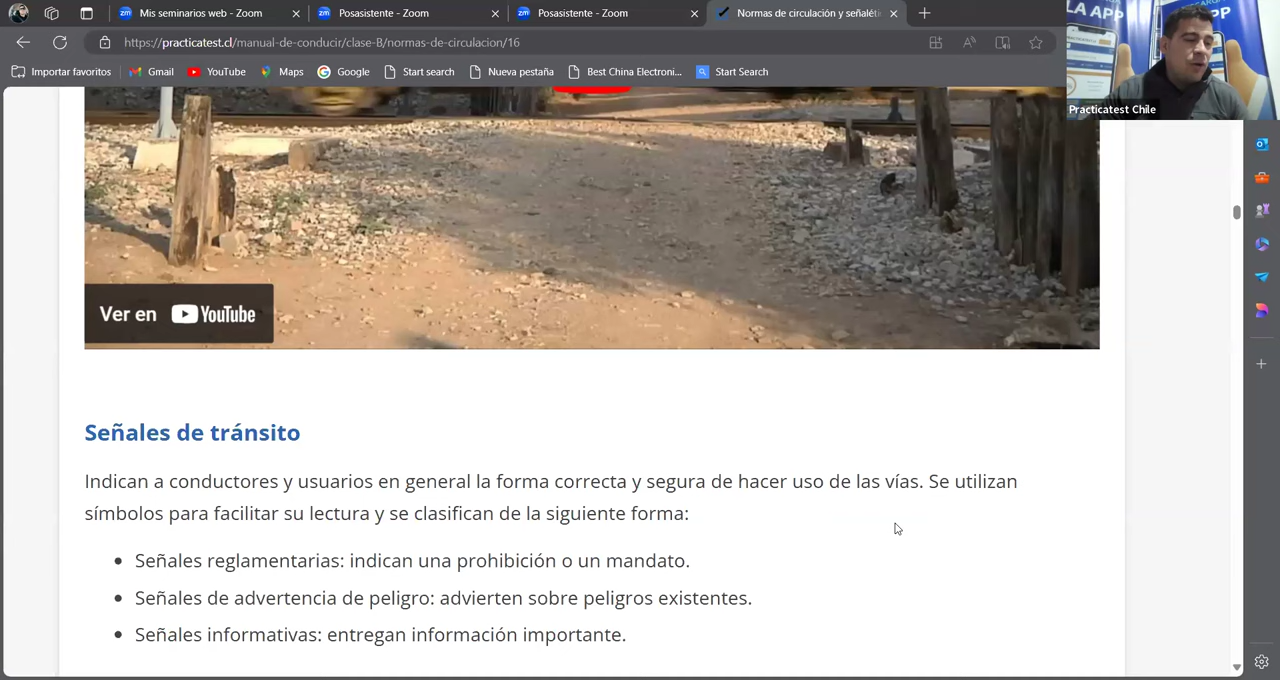 Mis seminarios web - Zoom
Posasistente - Zoom
Posasistente - Zoom
Normas de circulación y señaléti
https://practicatest.cl/manual-de-conducir/clase-B/normas-de-circulacion/16
Importar favoritos
Gmail
YouTube
Maps
Google
Start search
Nueva pestaña
Best China Electroni...
Start Search
LA APP
PP
Practicatest Chile
Ver en YouTube
Señales de tránsito
Indican a conductores y usuarios en general la forma correcta y segura de hacer uso de las vías. Se utilizan
símbolos para facilitar su lectura y se clasifican de la siguiente forma:
Señales reglamentarias: indican una prohibición o un mandato.
Señales de advertencia de peligro: advierten sobre peligros existentes.
Señales informativas: entregan información importante.